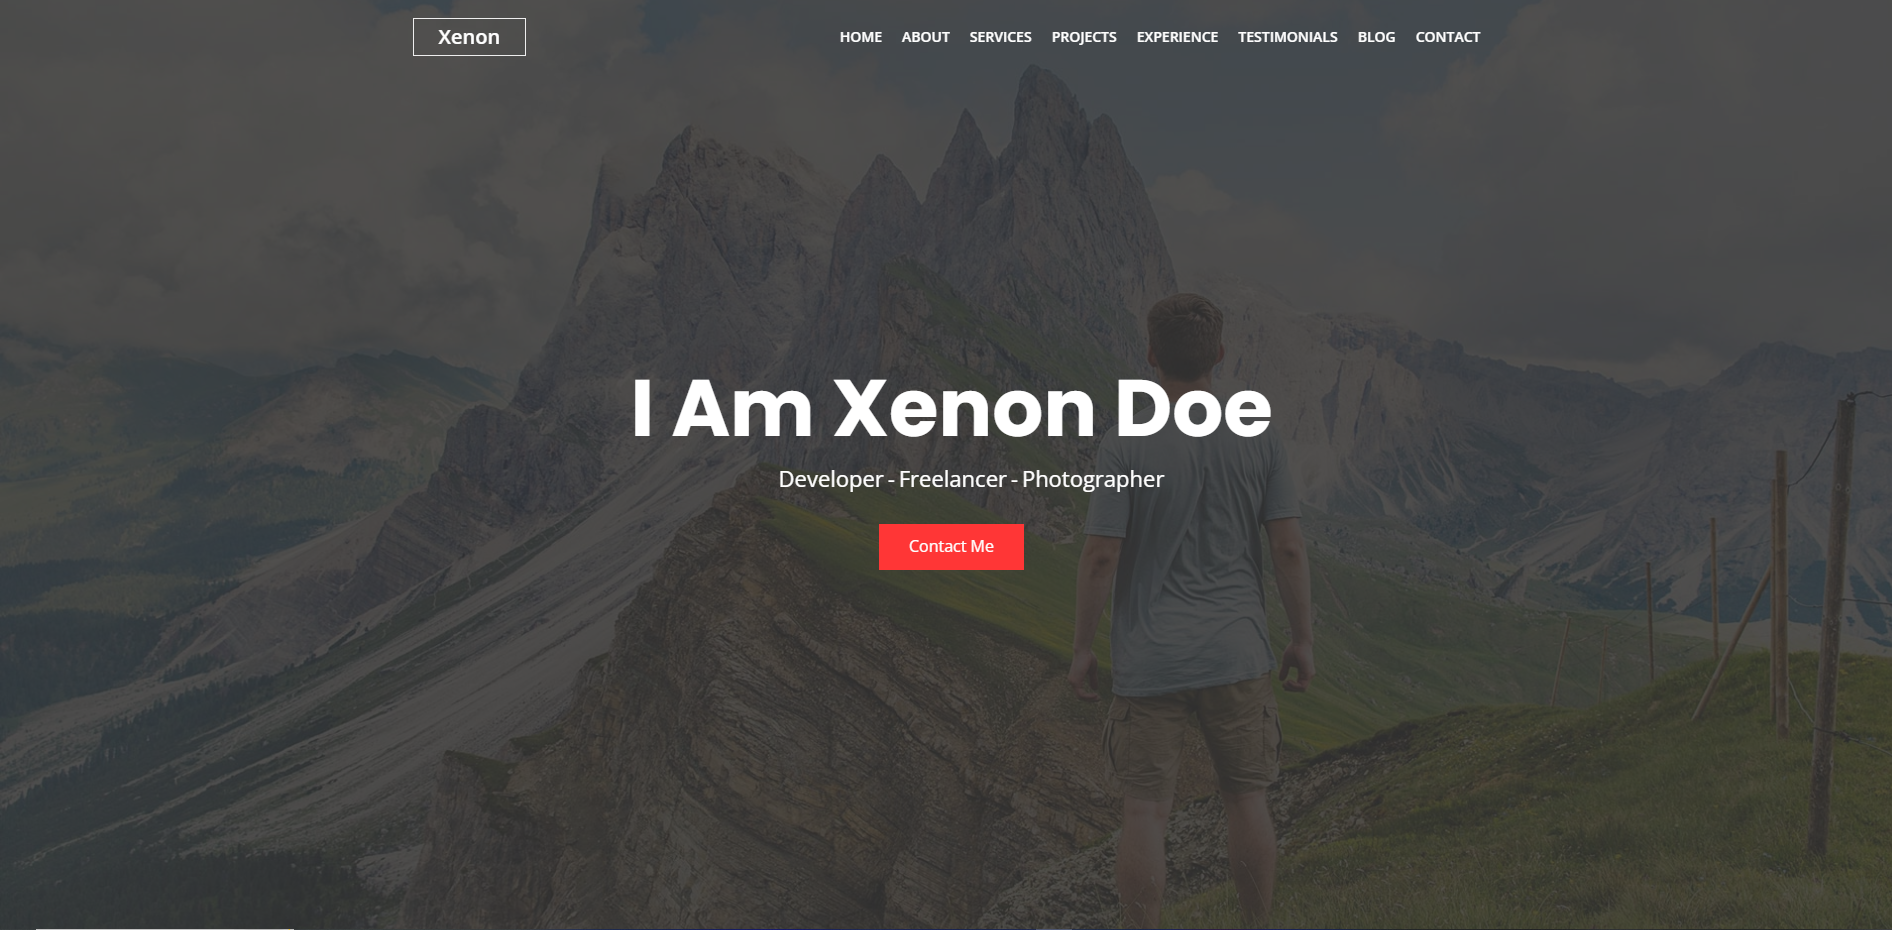 Xenon
HOME ABOUT SERVICES PROJECTS EXPERIENCE TESTIMONIALS BLOG CONTACT
I Am Xenon Doe
Developer - Freelancer - Photographer
Contact Me